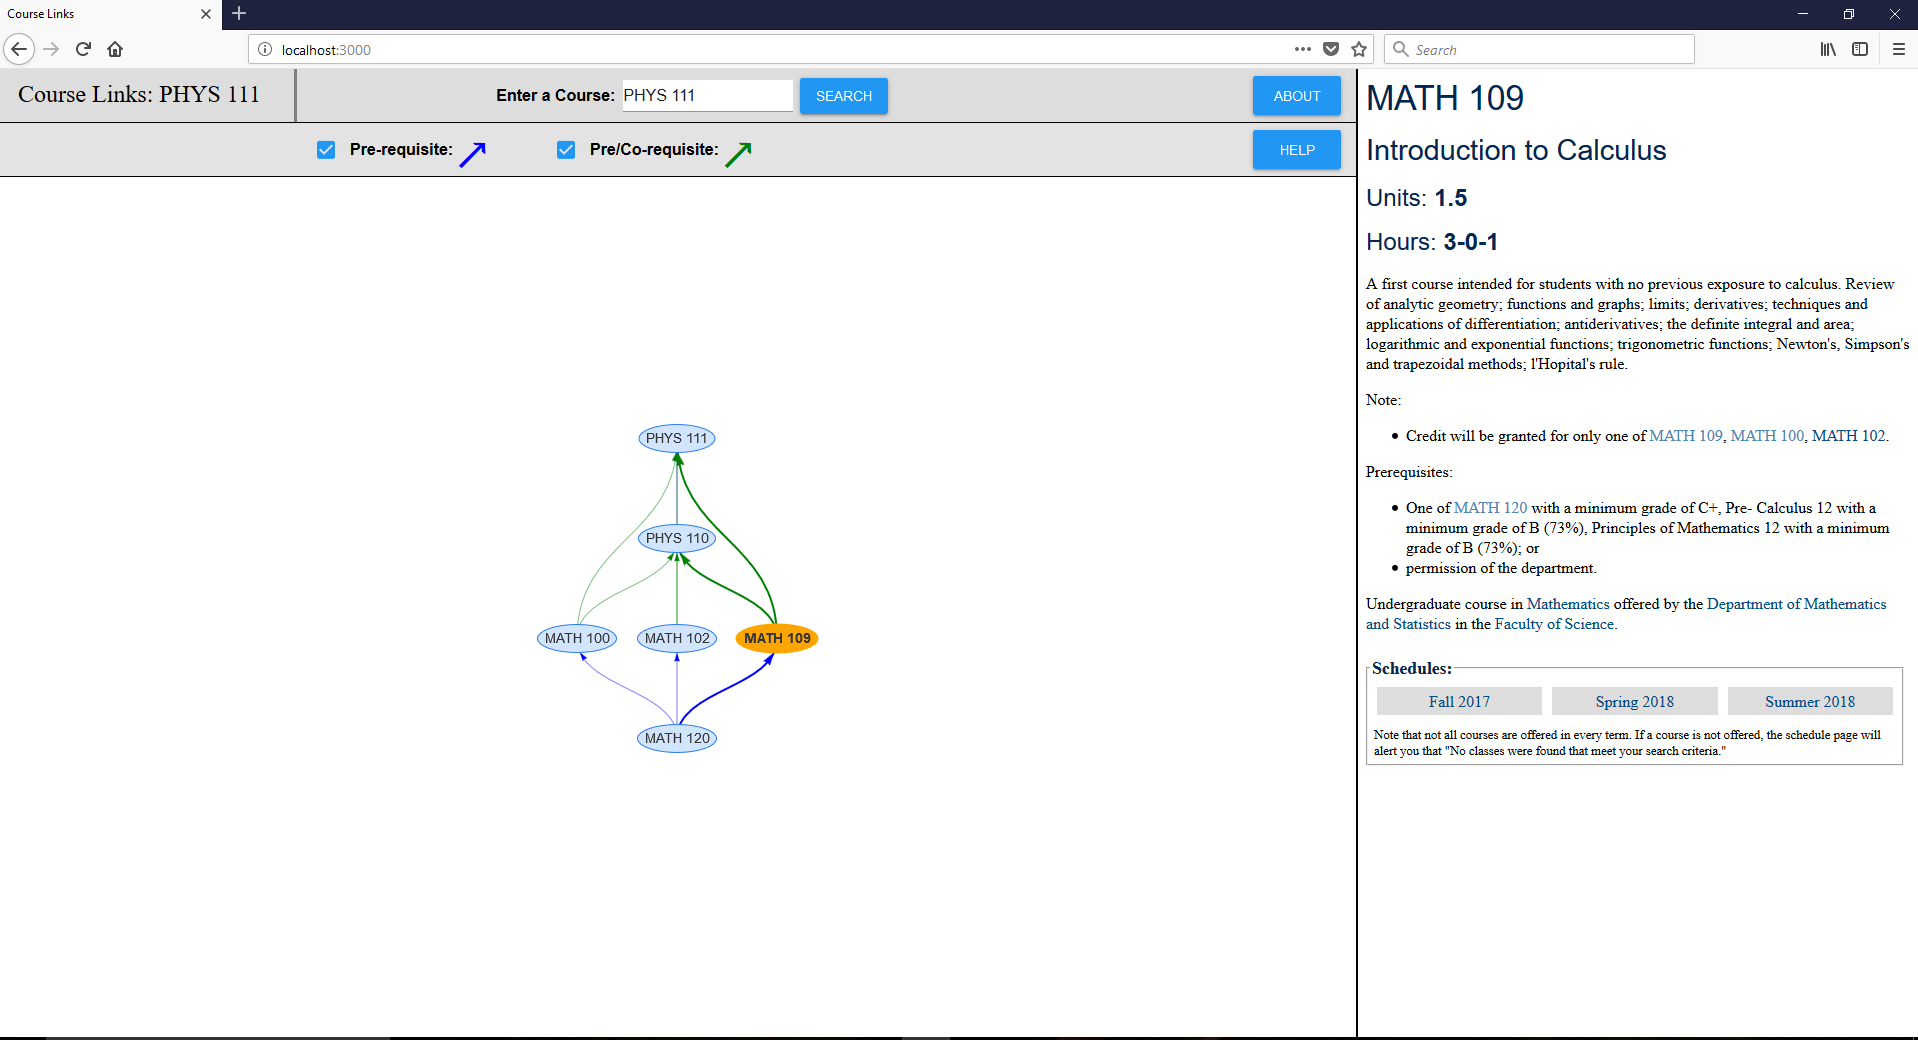 Course Links
localhost:3000
Search
Course Links: PHYS 111
Enter a Course: PHYS 111 SEARCH
ABOUT
Pre-requisite:
Pre/Co-requisite:
HELP
PHYS 111
PHYS 110
MATH 100
MATH 102
MATH 109
MATH 120
MATH 109
Introduction to Calculus
Units: 1.5
Hours: 3-0-1
A first course intended for students with no previous exposure to calculus. Review
of analytic geometry; functions and graphs; limits; derivatives; techniques and
applications of differentiation; antiderivatives; the definite integral and area;
logarithmic and exponential functions; trigonometric functions; Newton's, Simpson's
and trapezoidal methods; l'Hopital's rule.
Note:
• Credit will be granted for only one of MATH 109, MATH 100, MATH 102.
Prerequisites:
• One of MATH 120 with a minimum grade of C+, Pre- Calculus 12 with a
minimum grade of B (73%), Principles of Mathematics 12 with a minimum
grade of B (73%); or
• permission of the department.
Undergraduate course in Mathematics offered by the Department of Mathematics
and Statistics in the Faculty of Science.
Schedules:
Fall 2017
Spring 2018
Summer 2018
Note that not all courses are offered in every term. If a course is not offered, the schedule page will
alert you that "No classes were found that meet your search criteria."